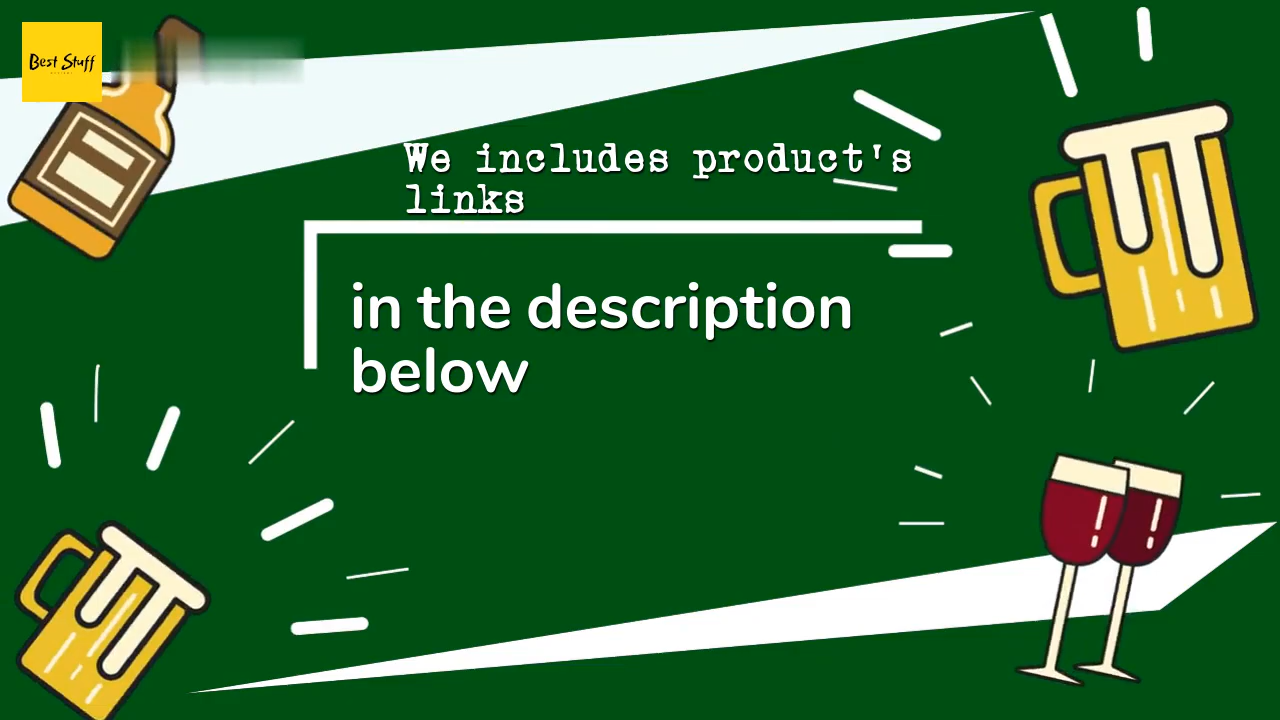 Best Stuff
We includes product's
links
in the description
below